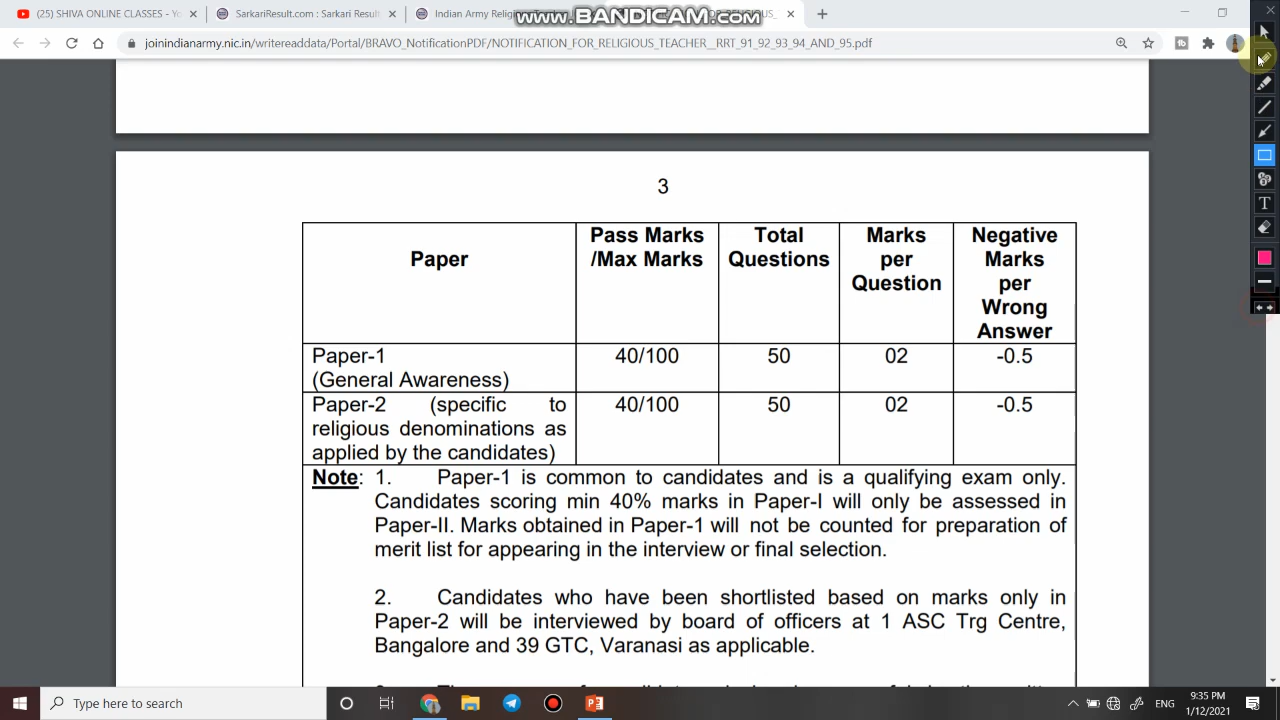 (25) SHIVA ONLINE CLASSES - Yo
SarkariResult.com : Sarkari Result
Indian Army Religiou
www.BANDICAM.com
joinindianarmy.nic.in/writereaddata/Portal/BRAVO_NotificationPDF/NOTIFICATION_FOR_RELIGIOUS_TEACHER__RRT_91_92_93_94_AND_95.pdf
3
Paper
Pass Marks
/Max Marks
Total
Questions
Marks
per
Question
Negative
Marks
per
Wrong
Answer
Paper-1
(General Awareness)
40/100
50
02
-0.5
Paper-2 (specific to
religious denominations as
applied by the candidates)
40/100
50
02
-0.5
Note: 1. Paper-1 is common to candidates and is a qualifying exam only.
Candidates scoring min 40% marks in Paper-I will only be assessed in
Paper-II. Marks obtained in Paper-1 will not be counted for preparation of
merit list for appearing in the interview or final selection.
2. Candidates who have been shortlisted based on marks only in
Paper-2 will be interviewed by board of officers at 1 ASC Trg Centre,
Bangalore and 39 GTC, Varanasi as applicable.
Type here to search
ENG
9:35 PM
1/12/2021